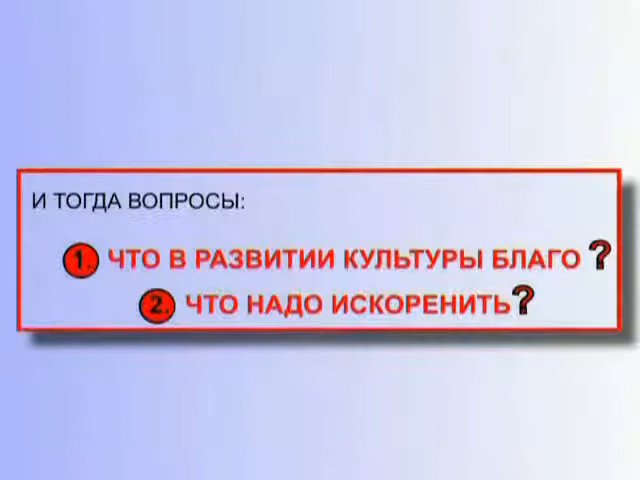 И ТОГДА ВОПРОСЫ:
1. ЧТО В РАЗВИТИИ КУЛЬТУРЫ БЛАГО ?
2. ЧТО НАДО ИСКОРЕНИТЬ?